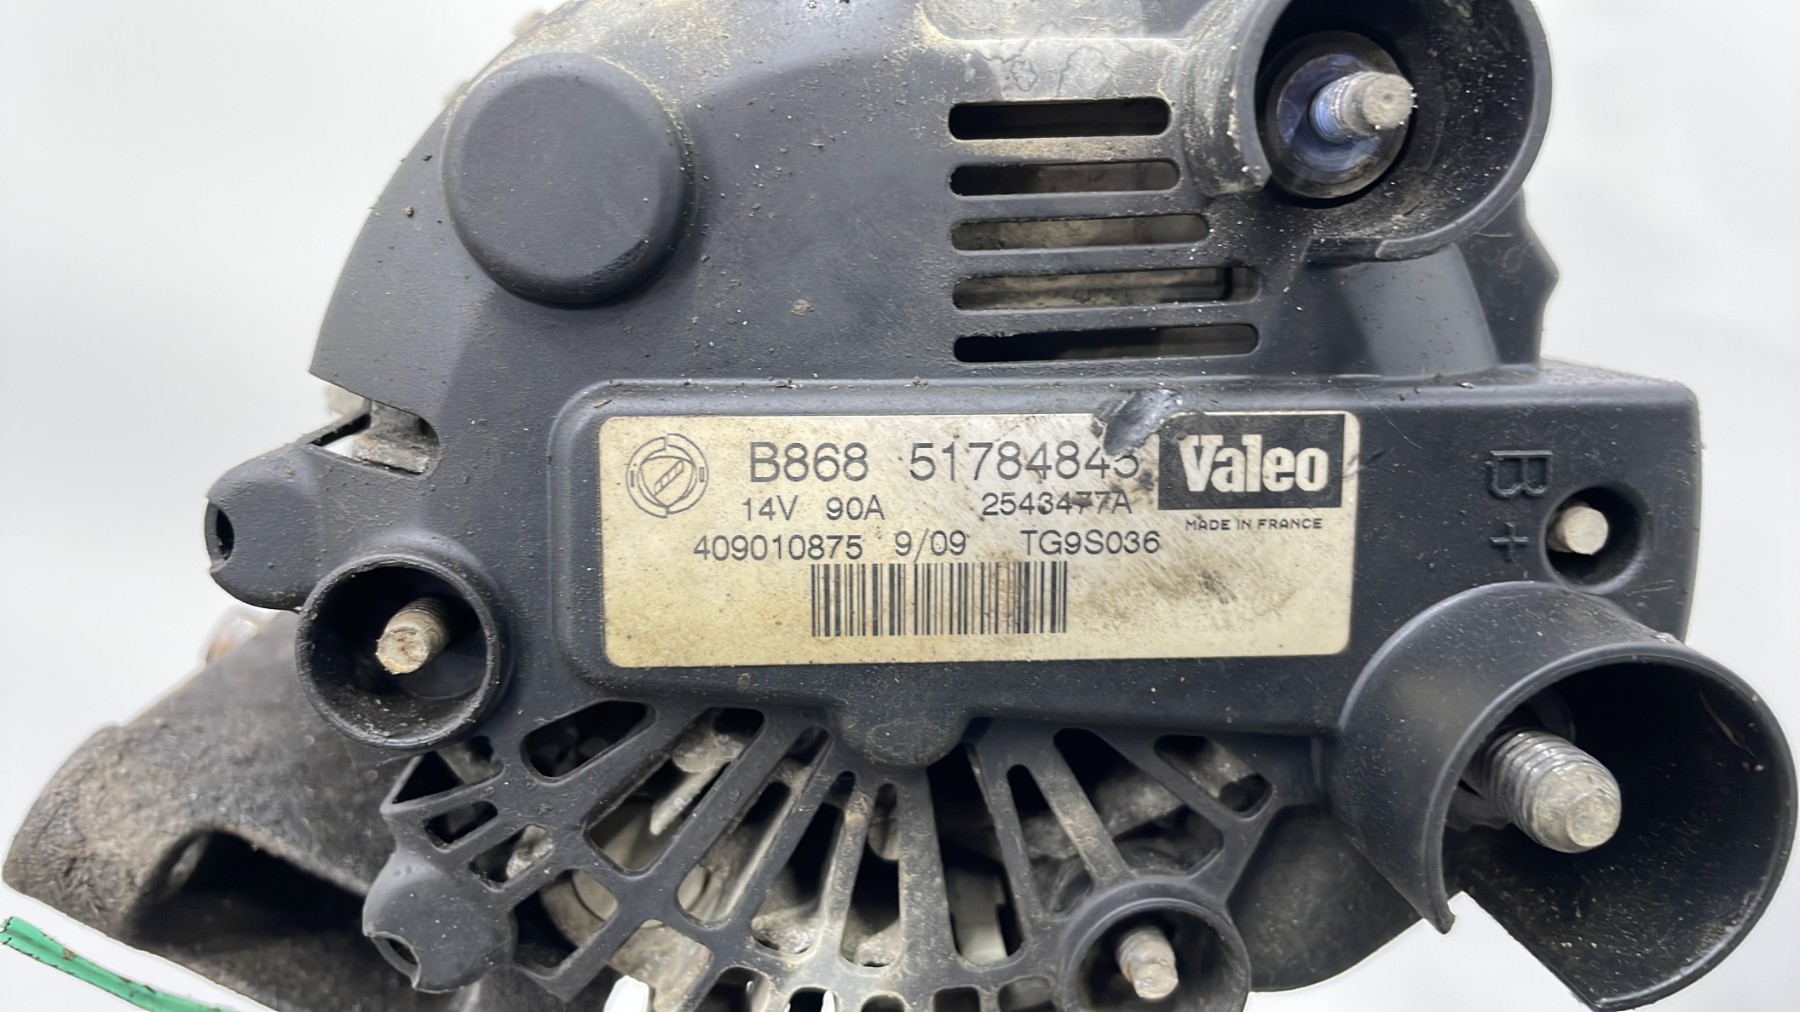 B868 51784845 Valeo
14V 90A 2543477A
MADE IN FRANCE
409010875 9/09 TG9S036
B+